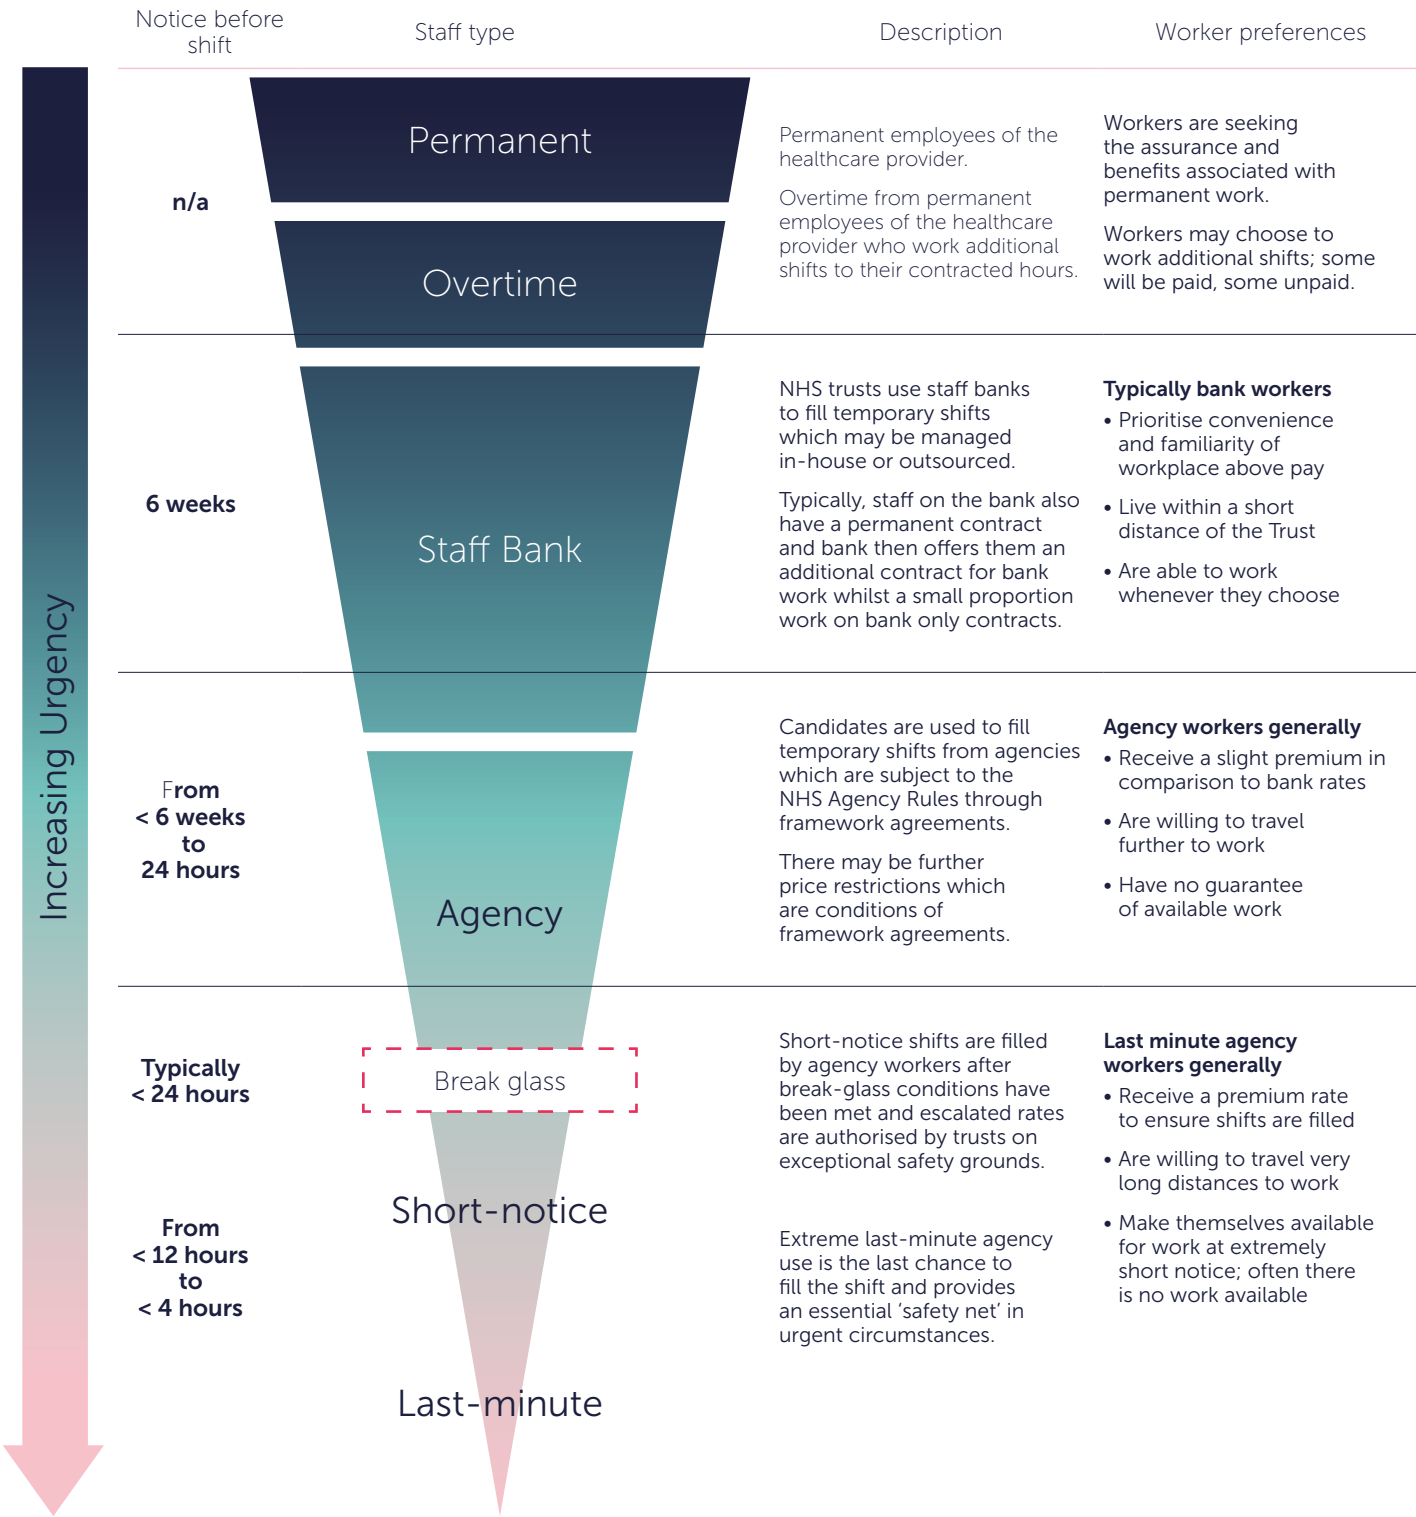 Notice before
shift
Staff type
Description
Worker preferences
Increasing Urgency
n/a
Permanent
Overtime
Permanent employees of the
healthcare provider.
Overtime from permanent
employees of the healthcare
provider who work additional
shifts to their contracted hours.
Workers are seeking
the assurance and
benefits associated with
permanent work.
Workers may choose to
work additional shifts; some
will be paid, some unpaid.
6 weeks
Staff Bank
NHS trusts use staff banks
to fill temporary shifts
which may be managed
in-house or outsourced.
Typically, staff on the bank also
have a permanent contract
and bank then offers them an
additional contract for bank
work whilst a small proportion
work on bank only contracts.
Typically bank workers
• Prioritise convenience
and familiarity of
workplace above pay
• Live within a short
distance of the Trust
• Are able to work
whenever they choose
From
< 6 weeks
to
24 hours
Agency
Candidates are used to fill
temporary shifts from agencies
which are subject to the
NHS Agency Rules through
framework agreements.
There may be further
price restrictions which
are conditions of
framework agreements.
Agency workers generally
• Receive a slight premium in
comparison to bank rates
• Are willing to travel
further to work
• Have no guarantee
of available work
Typically
< 24 hours
Break glass
Short-notice
Short-notice shifts are filled
by agency workers after
break-glass conditions have
been met and escalated rates
are authorised by trusts on
exceptional safety grounds.
Last minute agency
workers generally
• Receive a premium rate
to ensure shifts are filled
• Are willing to travel very
long distances to work
• Make themselves available
for work at extremely
short notice; often there
is no work available
From
< 12 hours
to
< 4 hours
Last-minute
Extreme last-minute agency
use is the last chance to
fill the shift and provides
an essential ‘safety net’ in
urgent circumstances.